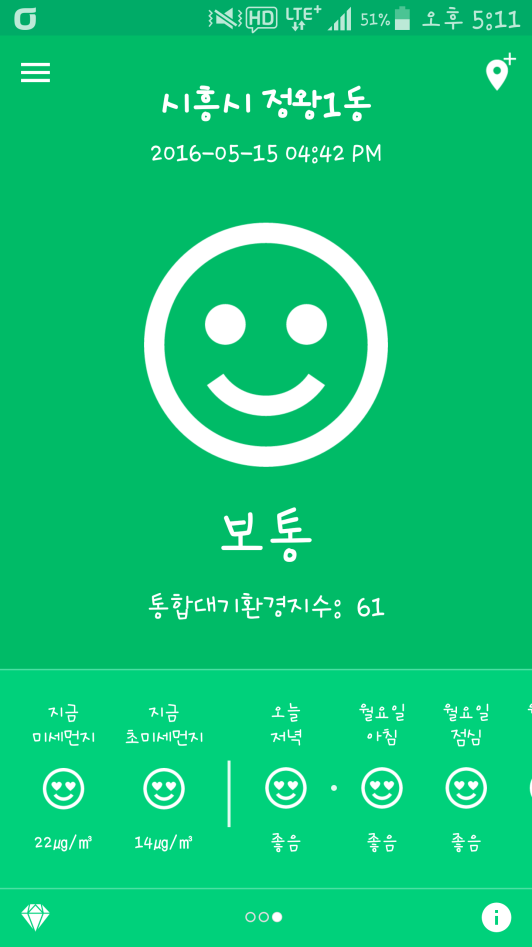 HD LTE+ 51% 오후 5:11
시흥시 정왕1동
2016-05-15 04:42 PM
보통
통합대기환경지수: 61
지금 지금 오늘 월요일 월요일
미세먼지 초미세먼지 저녁 아침 점심
22㎍/㎥ 14㎍/㎥ 좋음 좋음 좋음